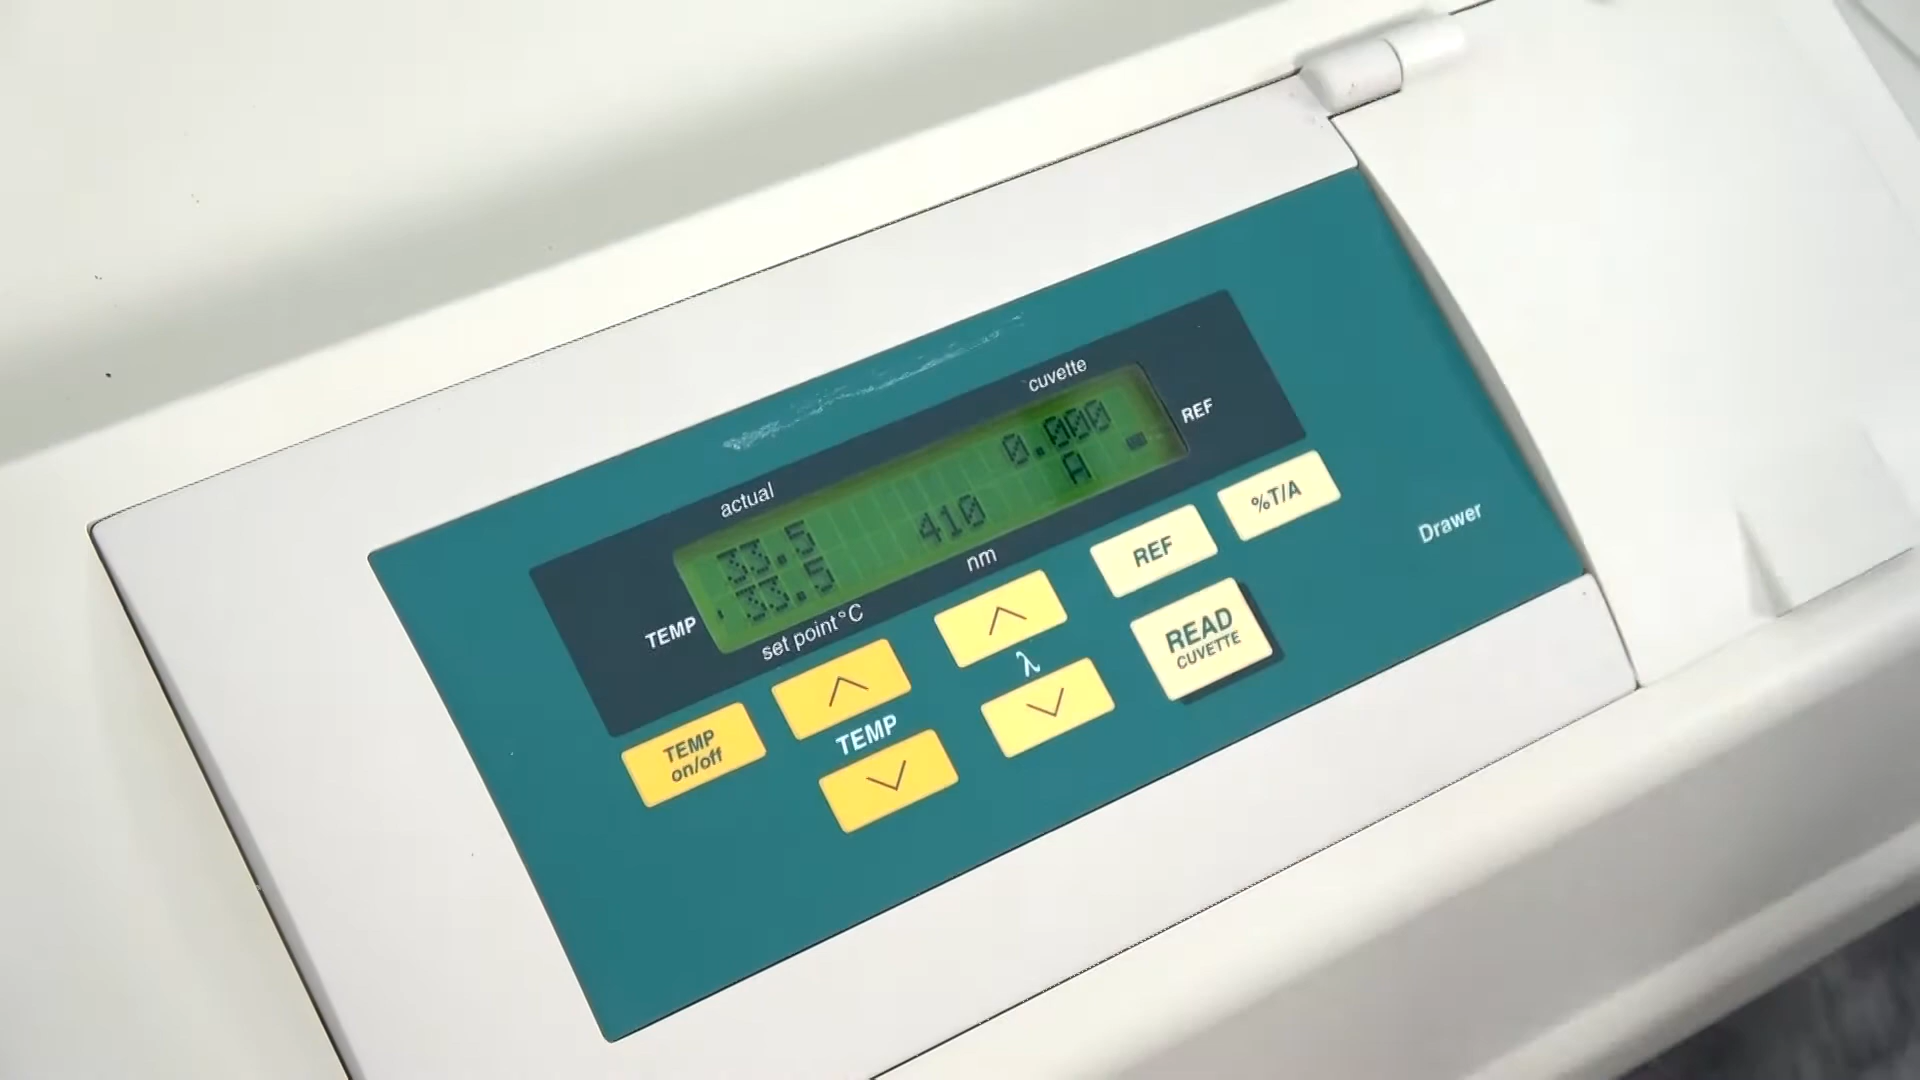 cuvette
actual
0.000
REF
33.5
410
A
TEMP
33.5
set point°C
nm
REF
%T/A
Drawer
TEMP
on/off
TEMP
λ
READ
CUVETTE